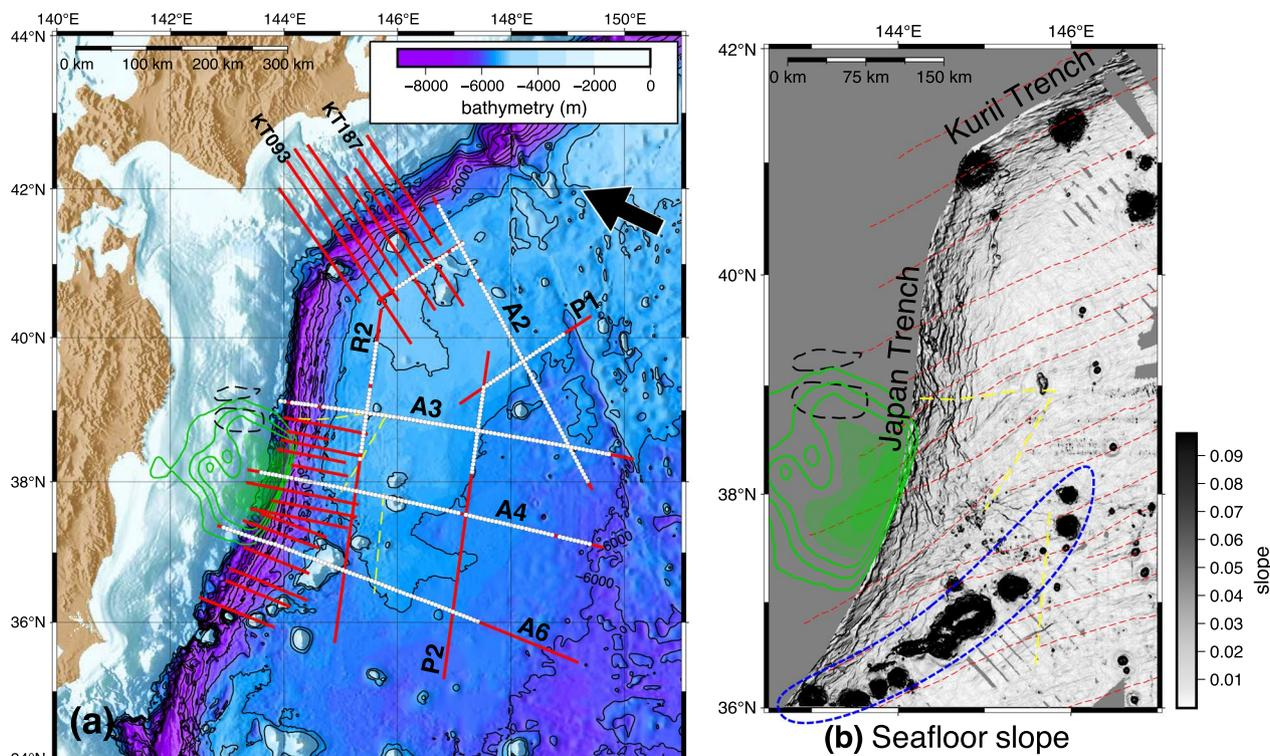 140°E 142°E 144°E 146°E 148°E 150°E
44°N
0 km 100 km 200 km 300 km
−8000 −6000 −4000 −2000 0
bathymetry (m)
KT093
KT187
6000
42°N
A2
P1
R2
40°N
A3
38°N
A4
6000
−6000
36°N
A6
P2
(a)
144°E 146°E
42°N
0 km 75 km 150 km
Kuril Trench
40°N
Japan Trench
38°N
36°N
0.09
0.08
0.07
0.06
0.05
0.04
0.03
0.02
0.01
slope
(b) Seafloor slope